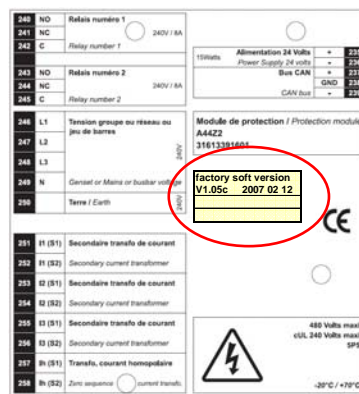 240 NO Relais numéro 1
241 NC 240V / 8A
242 C Relay number 1
243 NO Relais numéro 2
244 NC 240V / 8A
245 C Relay number 2
246 L1 Tension groupe ou réseau ou
jeu de barres
247 L2
248 L3 240V
249 N Genset or Mains or busbar voltage
250 Terre / Earth 240V
251 I1 (S1) Secondaire transfo de courant
252 I1 (S2) Secondary current transformer
253 I2 (S1) Secondaire transfo de courant
254 I2 (S2) Secondary current transformer
255 I3 (S1) Secondaire transfo de courant
256 I3 (S2) Secondary current transformer
257 Ih (S1) Transfo. courant homopolaire
258 Ih (S2) Zero sequence current transfo.
15Watts Alimentation 24 Volts + 235
Power Supply 24 volts - 236
Bus CAN + 237
GND 238
CAN bus - 239
Module de protection / Protection module
A44Z2
31613391601
factory soft version
V1.05c 2007 02 12
CE
480 Volts maxi
cUL 240 Volts maxi
-20°C / +70°C